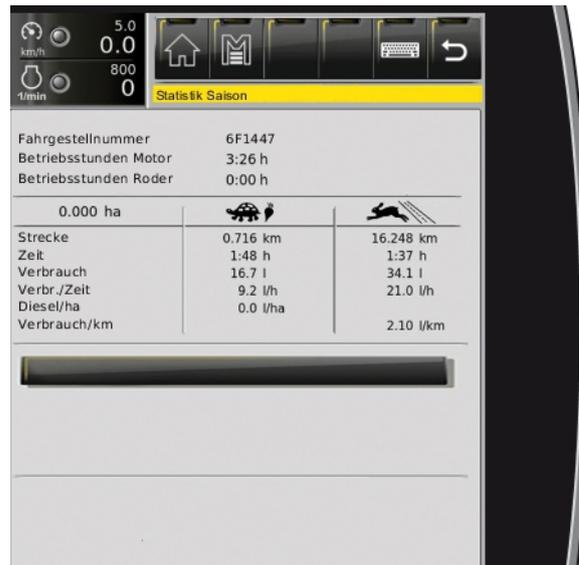 5.0
km/h 0.0
800
1/min 0
Statistik Saison
Fahrgestellnummer 6F1447
Betriebsstunden Motor 3:26 h
Betriebsstunden Roder 0:00 h
0.000 ha
Strecke 0.716 km 16.248 km
Zeit 1:48 h 1:37 h
Verbrauch 16.7 l 34.1 l
Verbr./Zeit 9.2 l/h 21.0 l/h
Diesel/ha 0.0 l/ha
Verbrauch/km 2.10 l/km